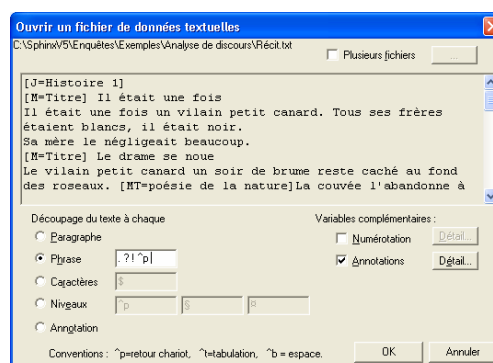 Ouvrir un fichier de données textuelles
C:\SphinxV5\Enquêtes\Exemples\Analyse de discours\Récit.txt
Plusieurs fichiers
...
[J=Histoire 1]
[M=Titre] Il était une fois
Il était une fois un vilain petit canard. Tous ses frères
étaient blancs, il était noir.
Sa mère le négligeait beaucoup.
[M=Titre] Le drame se noue
Le vilain petit canard un soir de brume reste caché au fond
des roseaux. [MT=poésie de la nature]La couvée l'abandonne à
Découpage du texte à chaque
Variables complémentaires :
Paragraphe
Numérotation
Détail...
Phrase
.?!^p
Annotations
Détail...
Caractères
$
Niveaux
^p
§
¤
Annotation
Conventions : ^p=retour chariot, ^t=tabulation, ^b = espace.
OK
Annuler